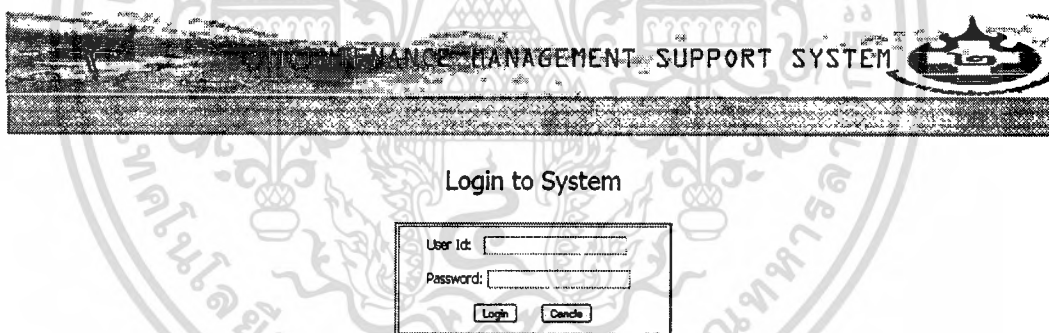 MANAGEMENT SUPPORT SYSTEM
Login to System
User Id:
Password:
Login Cancle